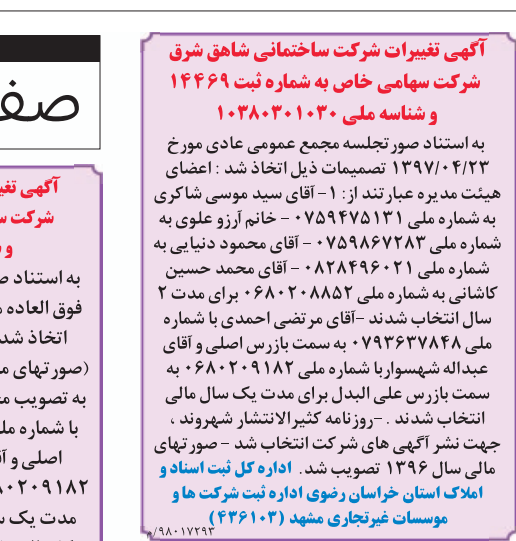 آگهی تغییرات شرکت ساختمانی شاهق شرق
شرکت سهامی خاص به شماره ثبت ۱۴۴۶۹
و شناسه ملی ۱۰۳۸۰۳۰۱۰۳۰
به استناد صورتجلسه مجمع عمومی عادی مورخ
۱۳۹۷/۰۴/۲۳ تصمیمات ذیل اتخاذ شد : اعضای
هیئت مدیره عبارتند از: ۱- آقای سید موسی شاکری
به شماره ملی ۰۷۵۹۴۷۵۱۳۱ - خانم آرزو علوی به
شماره ملی ۰۷۵۹۸۶۷۲۸۳ - آقای محمود دنیایی به
شماره ملی ۰۸۲۸۴۹۶۰۲۱ - آقای محمد حسین
کاشانی به شماره ملی ۰۶۸۰۲۰۸۸۵۲ برای مدت ۲
سال انتخاب شدند -آقای مرتضی احمدی با شماره
ملی ۰۷۹۳۶۳۷۸۴۸ به سمت بازرس اصلی و آقای
عبداله شهسواربا شماره ملی ۰۶۸۰۲۰۹۱۸۲ به
سمت بازرس علی البدل برای مدت یک سال مالی
انتخاب شدند . -روزنامه کثیرالانتشار شهروند ،
جهت نشر آگهی های شرکت انتخاب شد - صورتهای
مالی سال ۱۳۹۶ تصویب شد. اداره کل ثبت اسناد و
املاک استان خراسان رضوی اداره ثبت شرکت ها و
موسسات غیرتجاری مشهد (۴۳۶۱۰۳)
۹۸۰۱۷۲۹۳/
صف
آگهی تغی
شرکت س
و
به استناد ص
فوق العاده م
اتخاذ شد
(صورتهای م
به تصویب م
با شماره مل
اصلی و آ
۸۰۲۰۹۱۸۲
مدت یک س